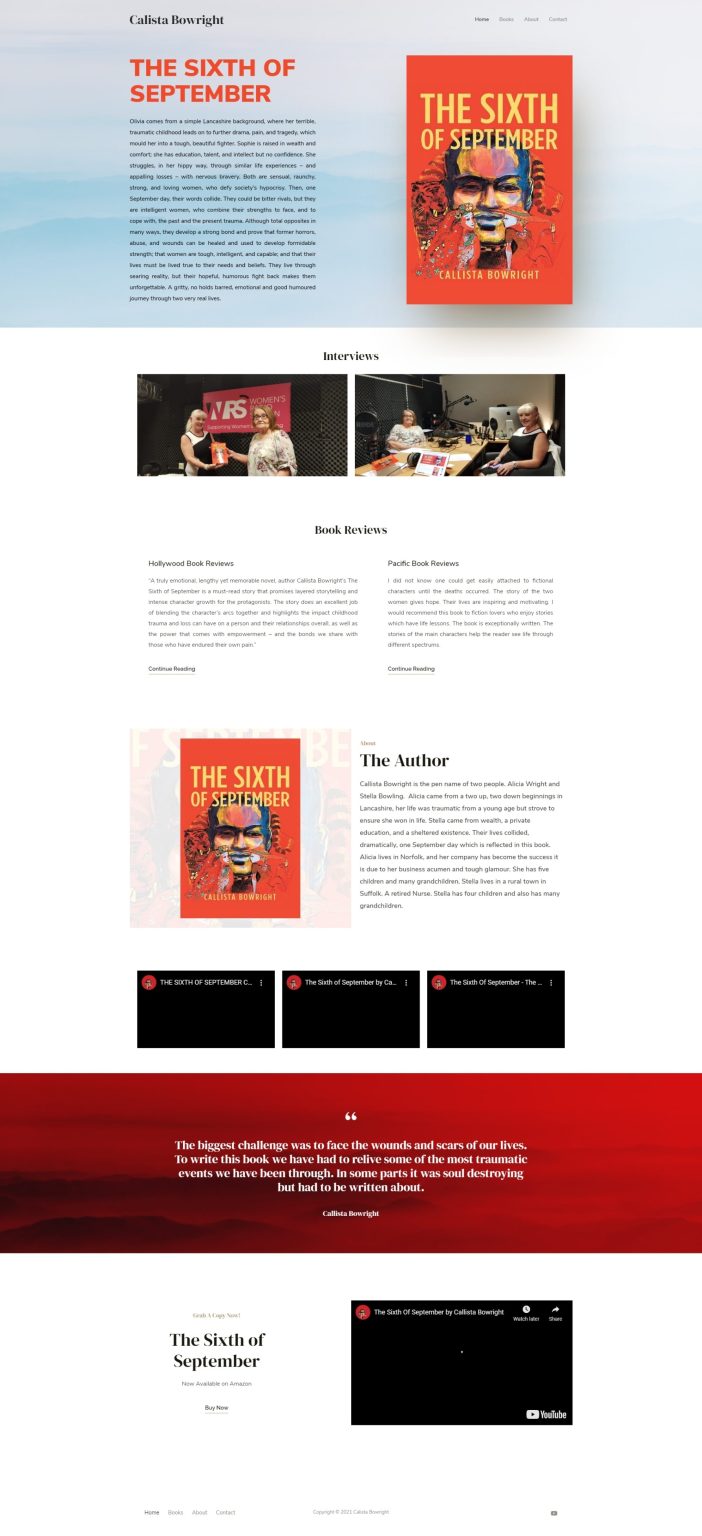 Calista Bowright
Home Books About Contact
THE SIXTH OF
SEPTEMBER
Olivia comes from a simple Lancashire background, where her terrible,
traumatic childhood leads on to further drama, pain, and tragedy, which
mould her into a tough, beautiful fighter. Sophie is raised in wealth and
comfort; she has education, talent, and intellect but no confidence. She
struggles, in her hippy way, through similar life experiences – and
appalling losses – with nervous bravery. Both are sensual, raunchy,
strong, and loving women, who defy society's hypocrisy. Then, one
September day, their words collide. They could be bitter rivals, but they
are intelligent women, who combine their strengths to face, and to
cope with, the past and the present trauma. Although total opposites in
many ways, they develop a strong bond and prove that former horrors,
abuse, and wounds can be healed and used to develop formidable
strength; that women are tough, intelligent, and capable; and that their
lives must be lived true to their needs and beliefs. They live through
searing reality, but their hopeful, humorous fight back makes them
unforgettable. A gritty, no holds barred, emotional and good humoured
journey through two very real lives.
THE SIXTH
OF SEPTEMBER
CALLISTA BOWRIGHT
Interviews
WRS WOMEN'S
Supporting Women
Book Reviews
Hollywood Book Reviews
"A truly emotional, lengthy yet memorable novel, author Callista Bowright's The
Sixth of September is a must-read story that promises layered storytelling and
intense character growth for the protagonists. The story does an excellent job
of blending the character's arcs together and highlights the impact childhood
trauma and loss can have on a person and their relationships overall, as well as
the power that comes with empowerment – and the bonds we share with
those who have endured their own pain."
Continue Reading
Pacific Book Reviews
I did not know one could get easily attached to fictional
characters until the deaths occurred. The story of the two
women gives hope. Their lives are inspiring and motivating. I
would recommend this book to fiction lovers who enjoy stories
which have life lessons. The book is exceptionally written. The
stories of the main characters help the reader see life through
different spectrums.
Continue Reading
THE SIXTH
OF SEPTEMBER
CALLISTA BOWRIGHT
About
The Author
Callista Bowright is the pen name of two people. Alicia Wright and
Stella Bowling. Alicia came from a two up, two down beginnings in
Lancashire, her life was traumatic from a young age but strove to
ensure she won in life. Stella came from wealth, a private
education, and a sheltered existence. Their lives collided,
dramatically, one September day which is reflected in this book.
Alicia lives in Norfolk, and her company has become the success it
is due to her business acumen and tough glamour. She has five
children and many grandchildren. Stella lives in a rural town in
Suffolk. A retired Nurse. Stella has four children and also has many
grandchildren.
THE SIXTH OF SEPTEMBER C...
The Sixth of September by Ca...
The Sixth Of September - The ...
“
The biggest challenge was to face the wounds and scars of our lives.
To write this book we have had to relive some of the most traumatic
events we have been through. In some parts it was soul destroying
but had to be written about.
Callista Bowright
Grab A Copy Now!
The Sixth of
September
Now Available on Amazon
Buy Now
The Sixth Of September by Callista Bowright
Watch later
Share
YouTube
Home Books About Contact
Copyright © 2021 Calista Bowright